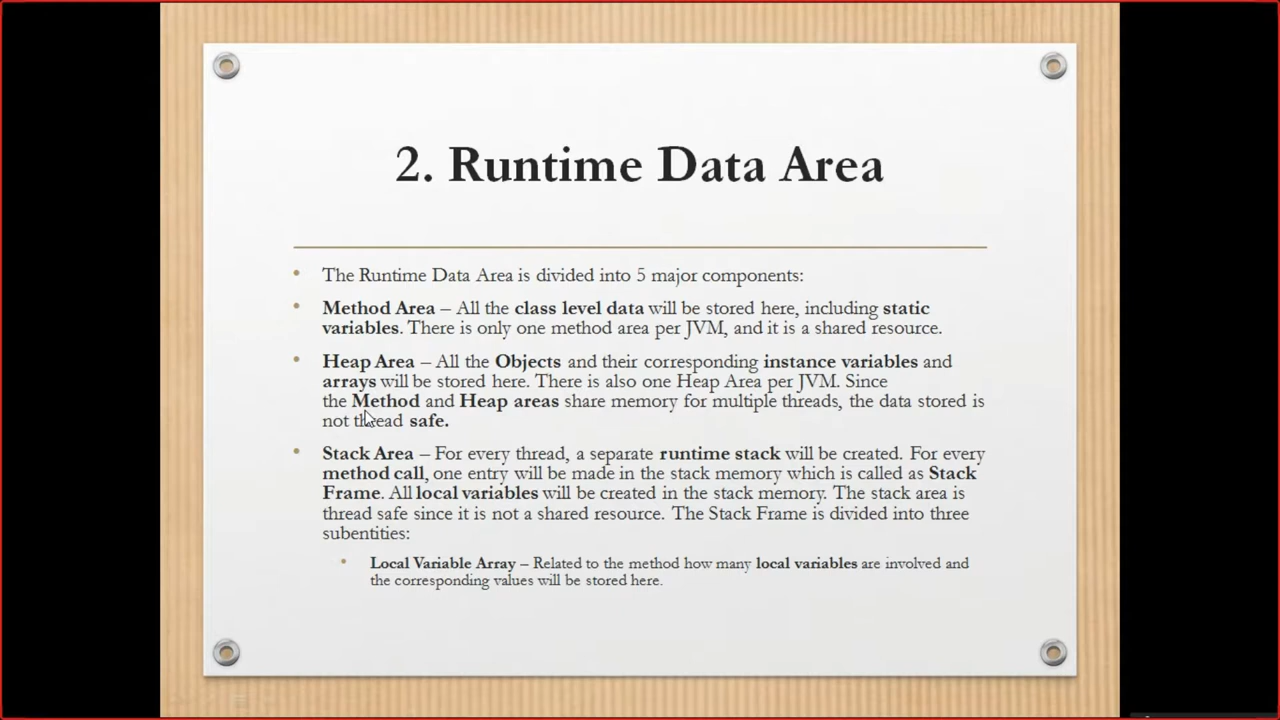 2. Runtime Data Area
• The Runtime Data Area is divided into 5 major components:
• Method Area – All the class level data will be stored here, including static
variables. There is only one method area per JVM, and it is a shared resource.
• Heap Area – All the Objects and their corresponding instance variables and
arrays will be stored here. There is also one Heap Area per JVM. Since
the Method and Heap areas share memory for multiple threads, the data stored is
not thread safe.
• Stack Area – For every thread, a separate runtime stack will be created. For every
method call, one entry will be made in the stack memory which is called as Stack
Frame. All local variables will be created in the stack memory. The stack area is
thread safe since it is not a shared resource. The Stack Frame is divided into three
subentities:
• Local Variable Array – Related to the method how many local variables are involved and
the corresponding values will be stored here.